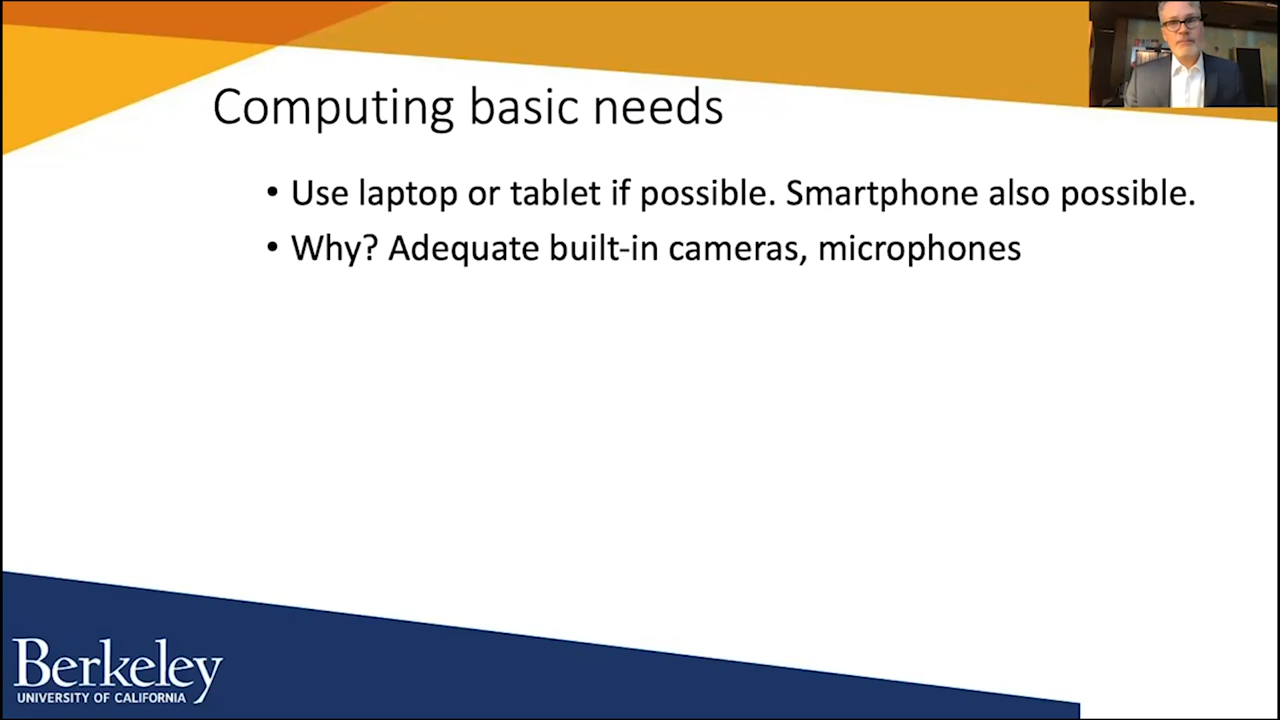 Computing basic needs
• Use laptop or tablet if possible. Smartphone also possible.
• Why? Adequate built-in cameras, microphones
Berkeley
UNIVERSITY OF CALIFORNIA